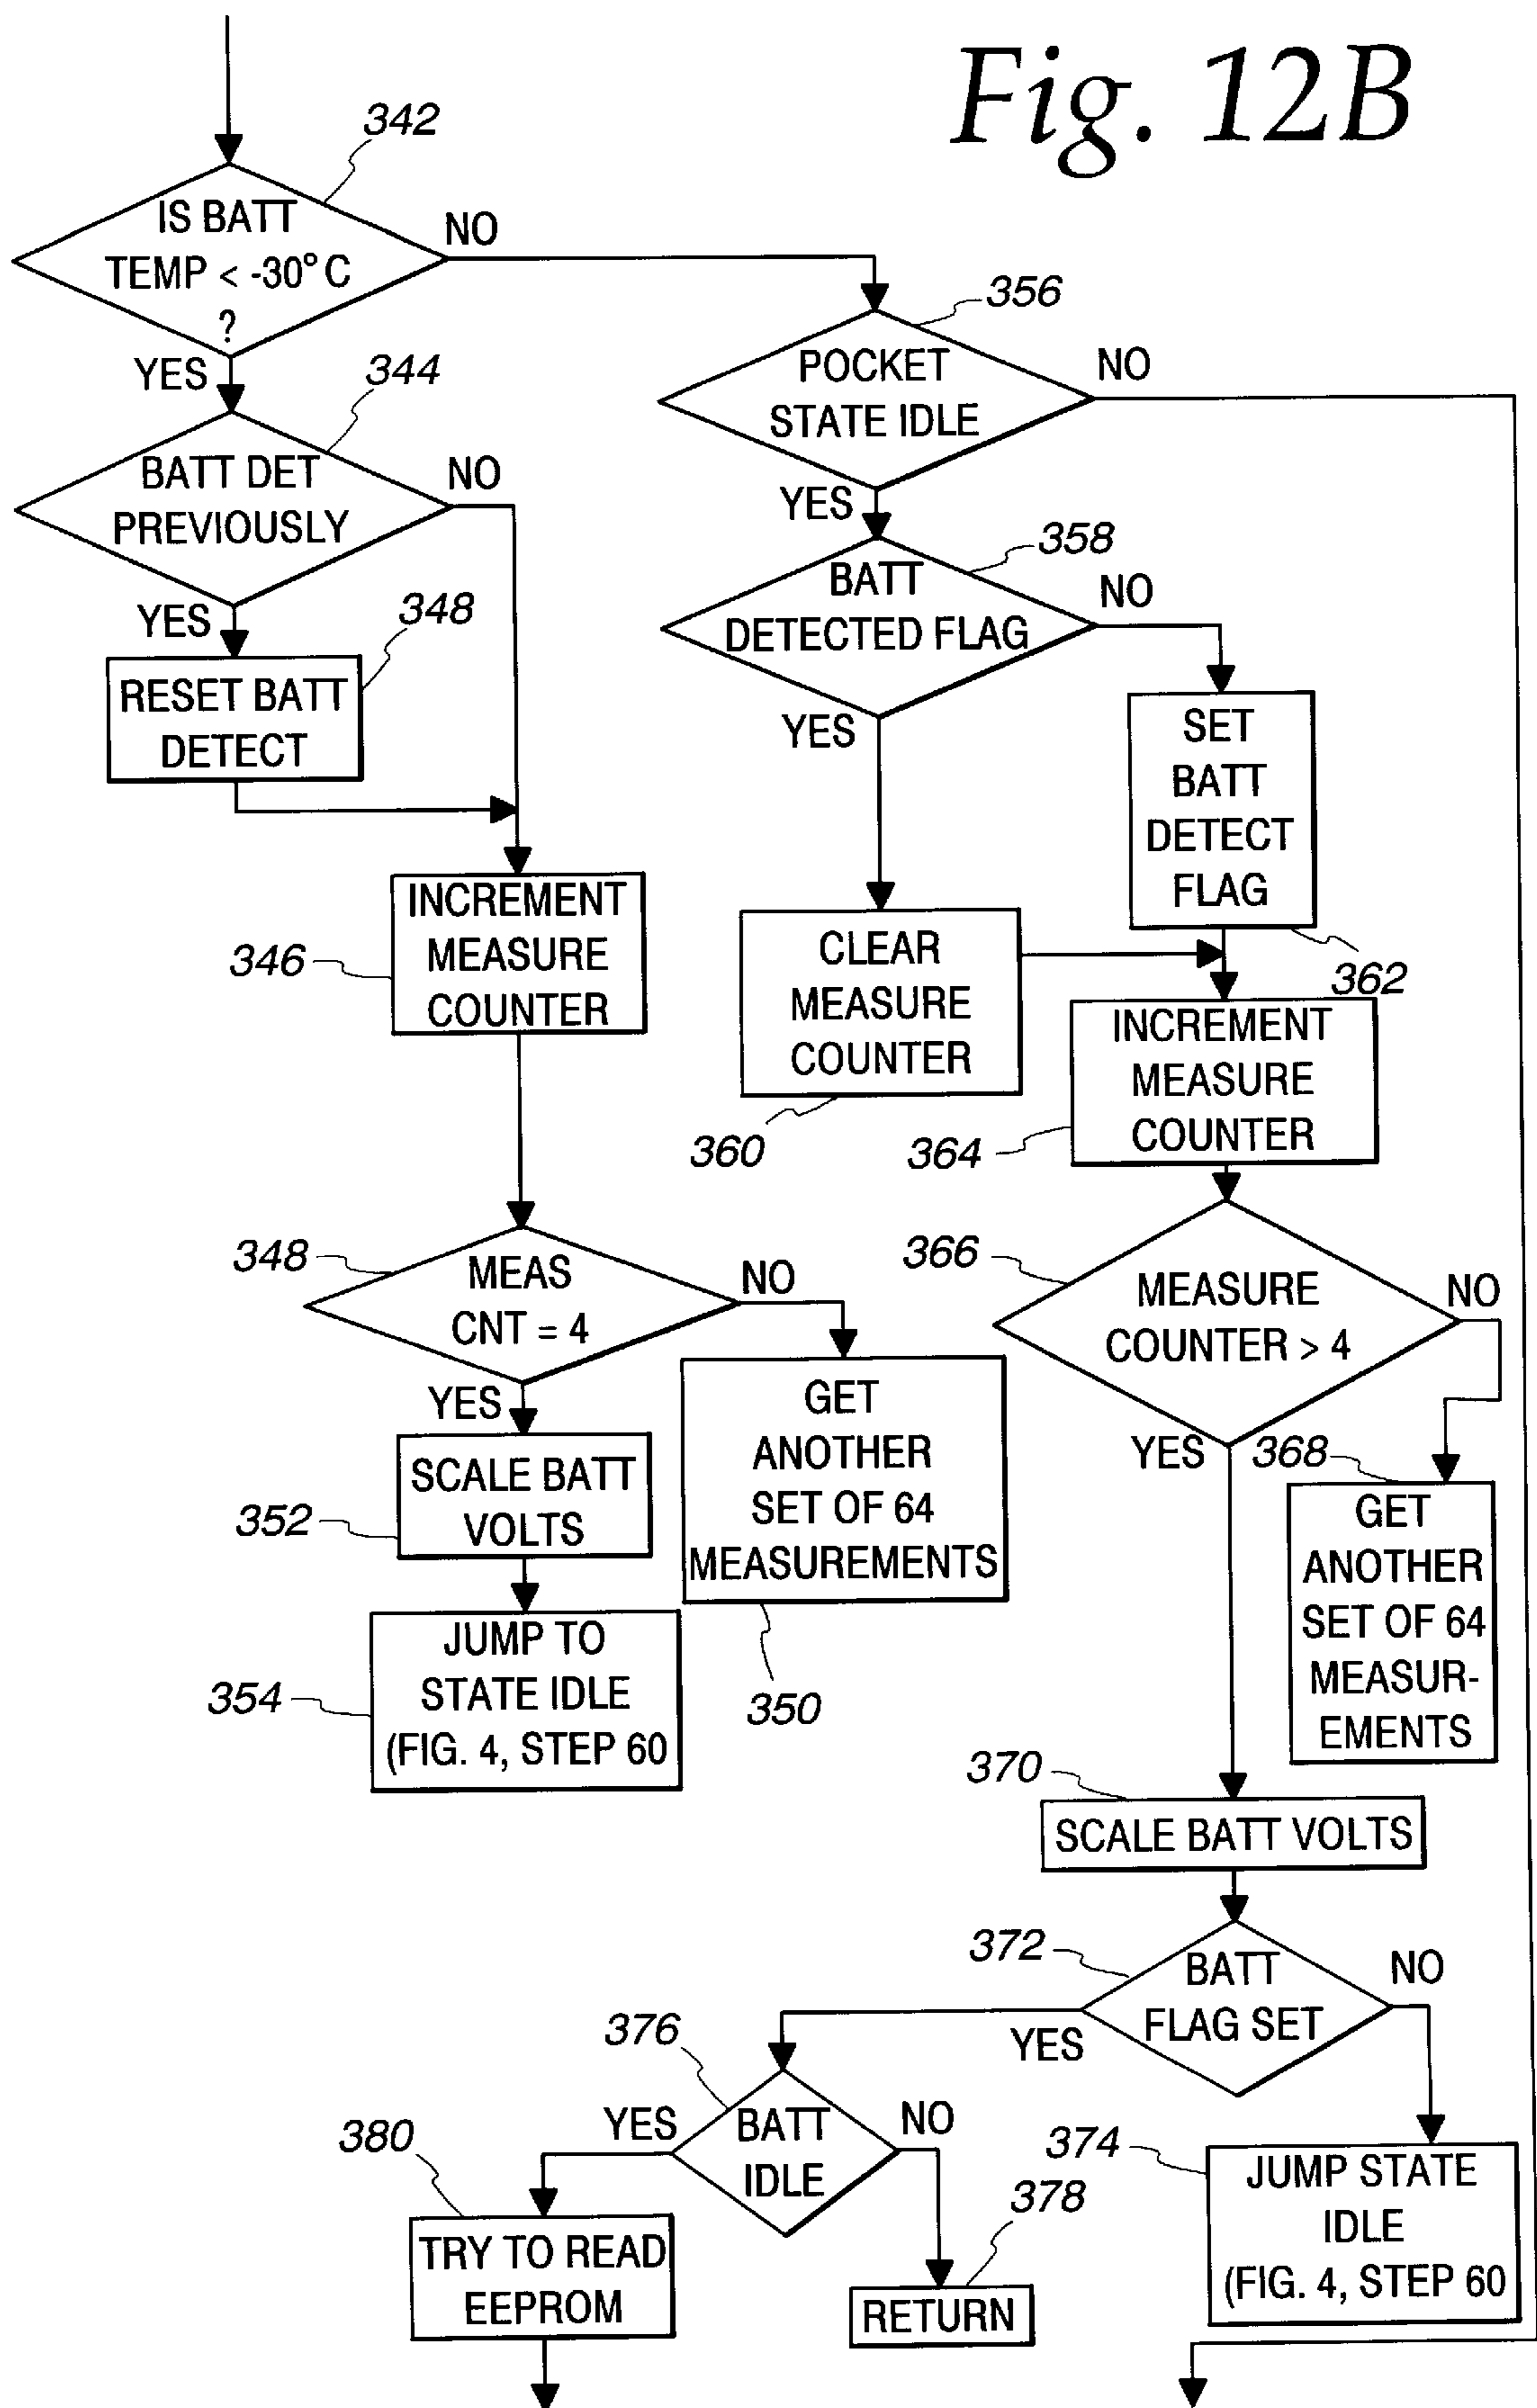 Fig. 12B
342
IS BATT
TEMP < -30° C
?
NO
YES
344
BATT DET
PREVIOUSLY
NO
YES
348
RESET BATT
DETECT
346
INCREMENT
MEASURE
COUNTER
348
MEAS
CNT = 4
NO
YES
352
SCALE BATT
VOLTS
GET
ANOTHER
SET OF 64
MEASUREMENTS
350
354
JUMP TO
STATE IDLE
(FIG. 4, STEP 60
356
POCKET
STATE IDLE
NO
YES
358
BATT
DETECTED FLAG
NO
YES
SET
BATT
DETECT
FLAG
362
CLEAR
MEASURE
COUNTER
360
364
INCREMENT
MEASURE
COUNTER
366
MEASURE
COUNTER > 4
NO
YES
368
GET
ANOTHER
SET OF 64
MEASUR-
EMENTS
370
SCALE BATT VOLTS
372
BATT
FLAG SET
NO
YES
374
JUMP STATE
IDLE
(FIG. 4, STEP 60
376
BATT
IDLE
YES
NO
378
RETURN
380
TRY TO READ
EEPROM